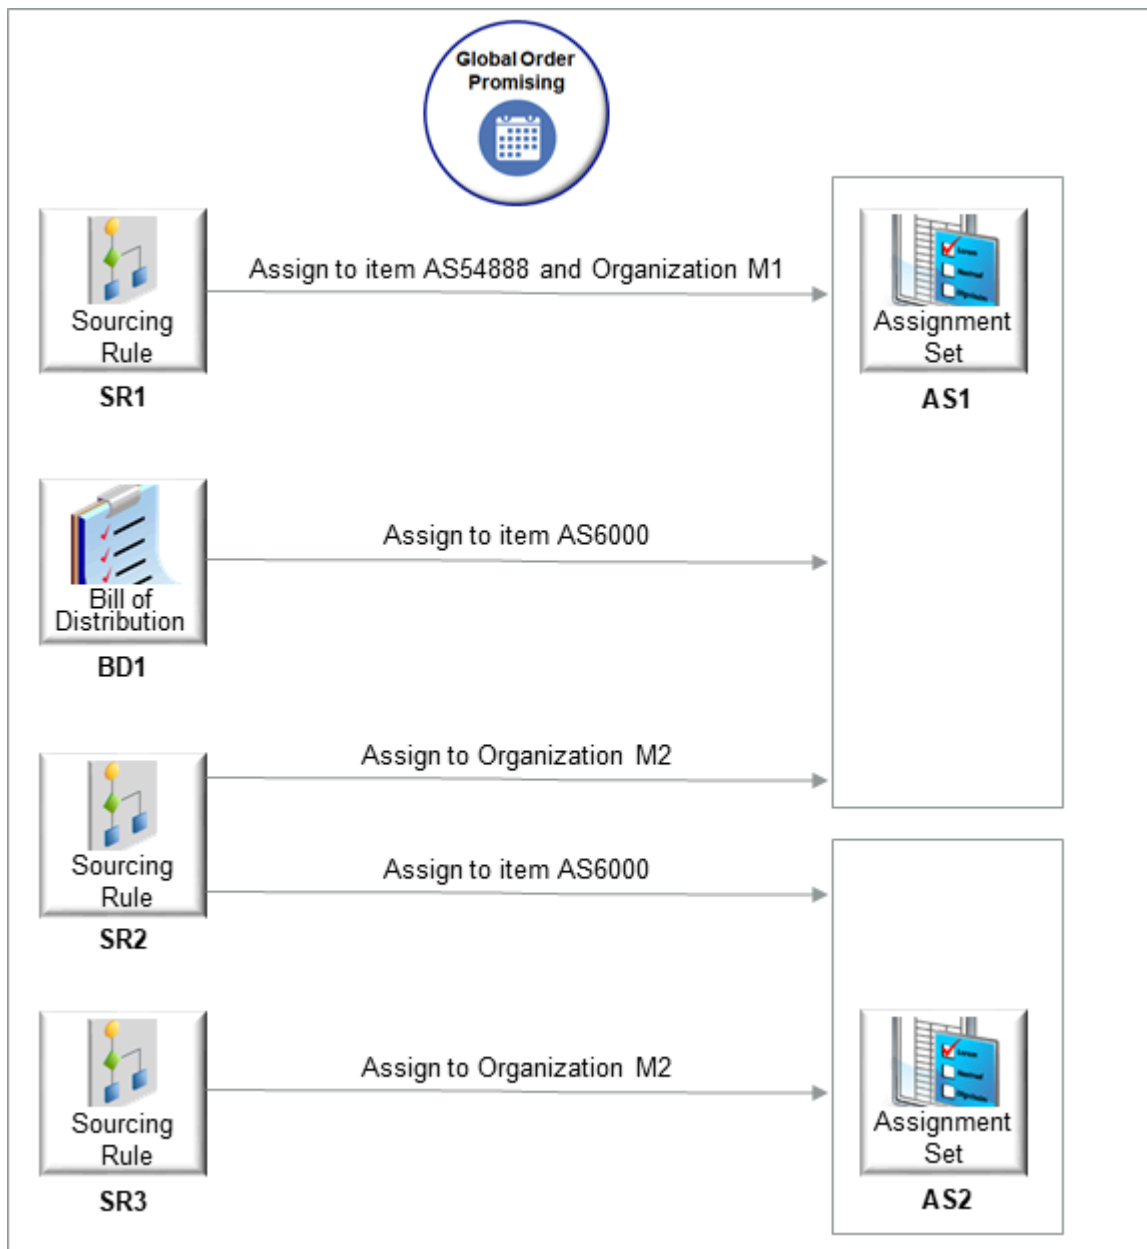 Global Order
Promising
Assign to item AS54888 and Organization M1
Sourcing
Rule
SR1
Assignment
Set
AS1
Assign to item AS6000
Bill of
Distribution
BD1
Assign to Organization M2
Sourcing
Rule
SR2
Assign to item AS6000
Assign to Organization M2
Sourcing
Rule
SR3
Assignment
Set
AS2